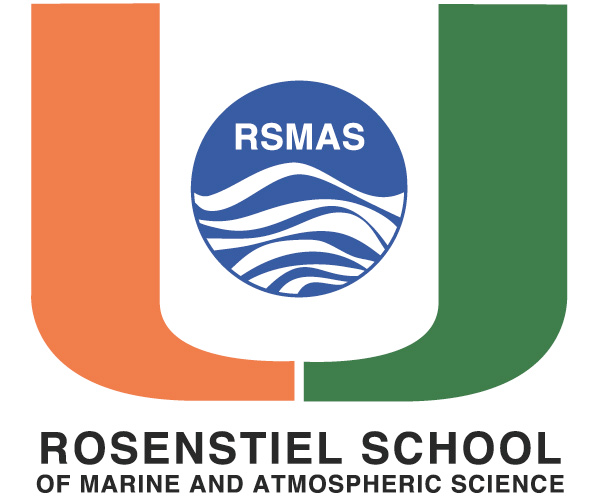 RSMAS
ROSENSTIEL SCHOOL
OF MARINE AND ATMOSPHERIC SCIENCE